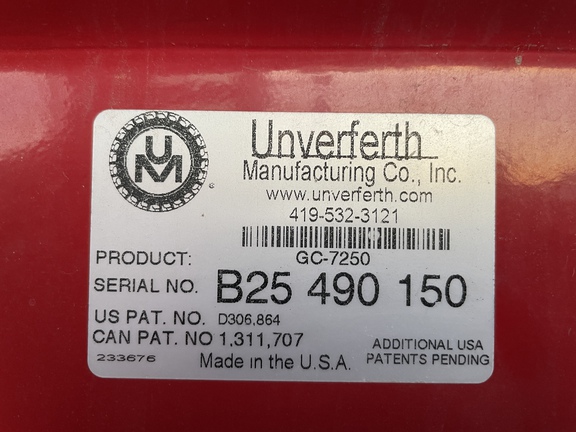 UM
Unverferth
Manufacturing Co., Inc.
www.unverferth.com
419-532-3121
PRODUCT: GC-7250
SERIAL NO. B25 490 150
US PAT. NO. D306,864
CAN PAT. NO 1,311,707
ADDITIONAL USA
233676 Made in the U.S.A. PATENTS PENDING